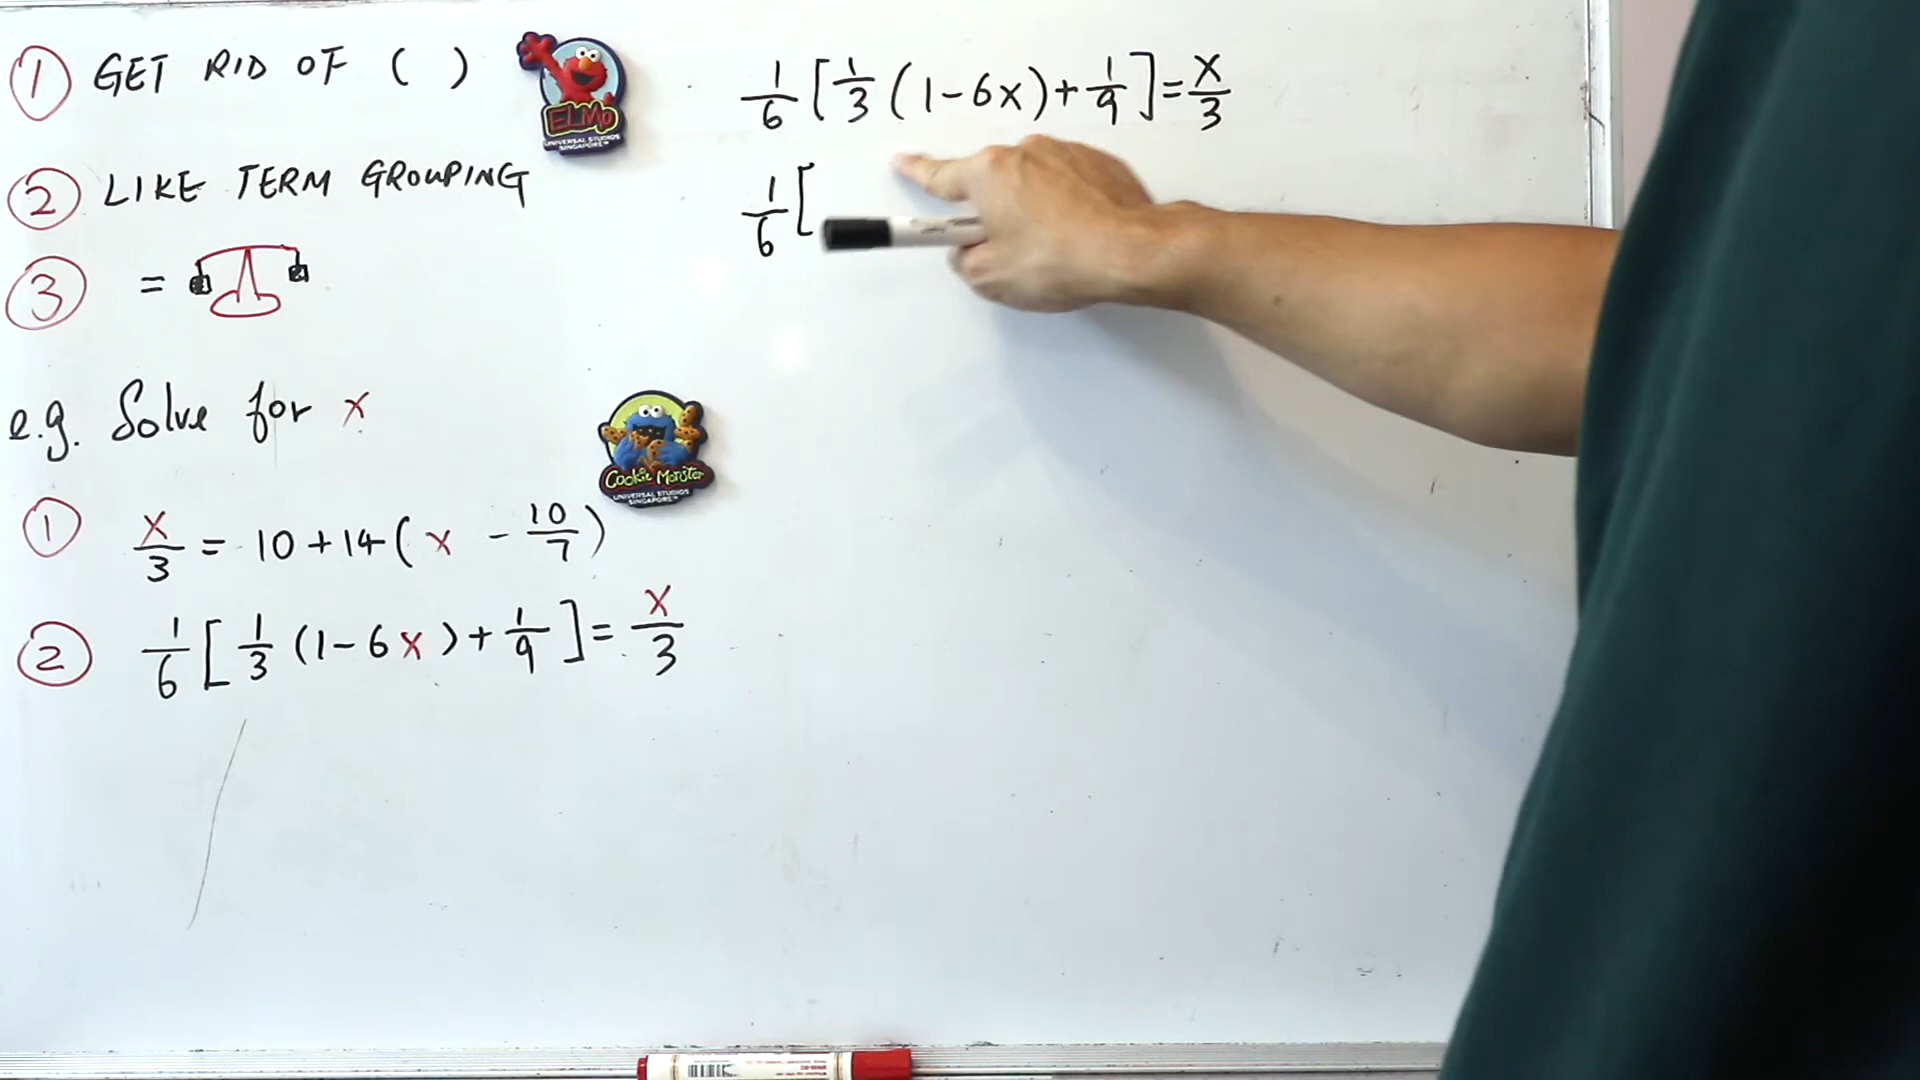 ① GET RID OF ( )
② LIKE TERM GROUPING
③ =
e.g. Solve for x
① x/3 = 10 + 14 ( x - 10/7 )
② 1/6 [ 1/3 (1 - 6x) + 1/9 ] = x/3
ELMO
UNIVERSAL STUDIOS
SINGAPORE™
Cookie Monster
UNIVERSAL STUDIOS
SINGAPORE™
1/6 [ 1/3 (1 - 6x) + 1/9 ] = x/3
1/6 [